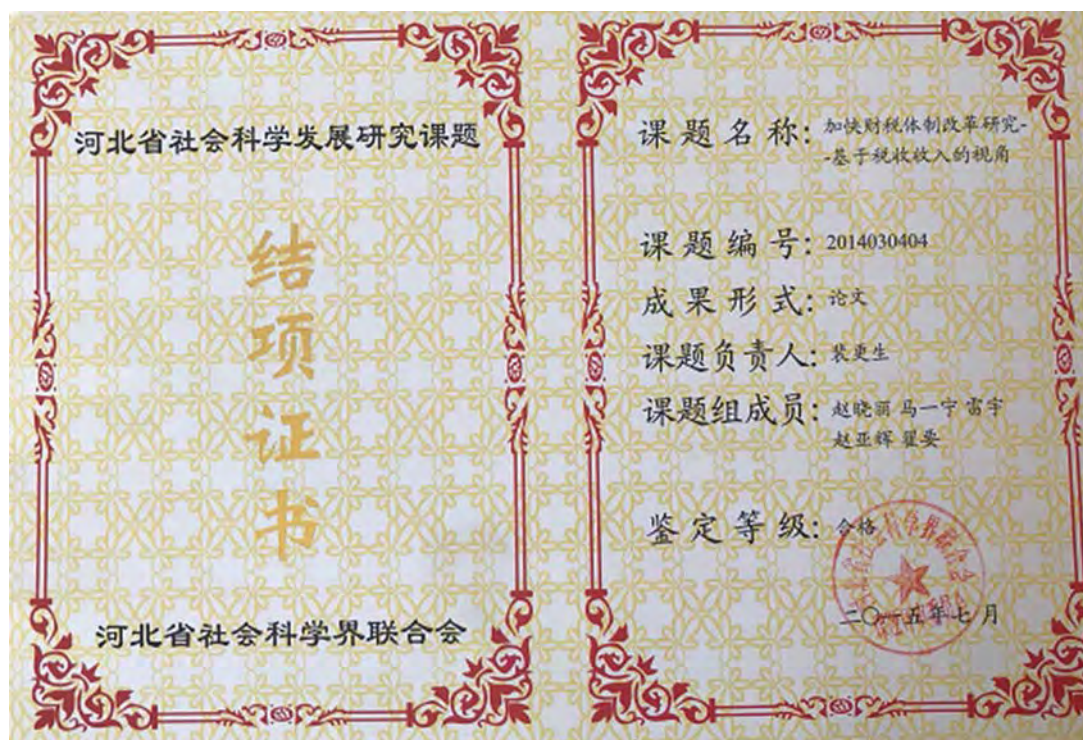 河北省社会科学发展研究课题
结
项
证
书
河北省社会科学界联合会
课题名称: 加快财税体制改革研究-
-基于税收收入的视角
课题编号: 2014030404
成果形式: 论文
课题负责人: 裴更生
课题组成员: 赵晓丽 马一宁 雷宇
赵亚辉 翟要
鉴定等级: 合格
二〇一五年七月